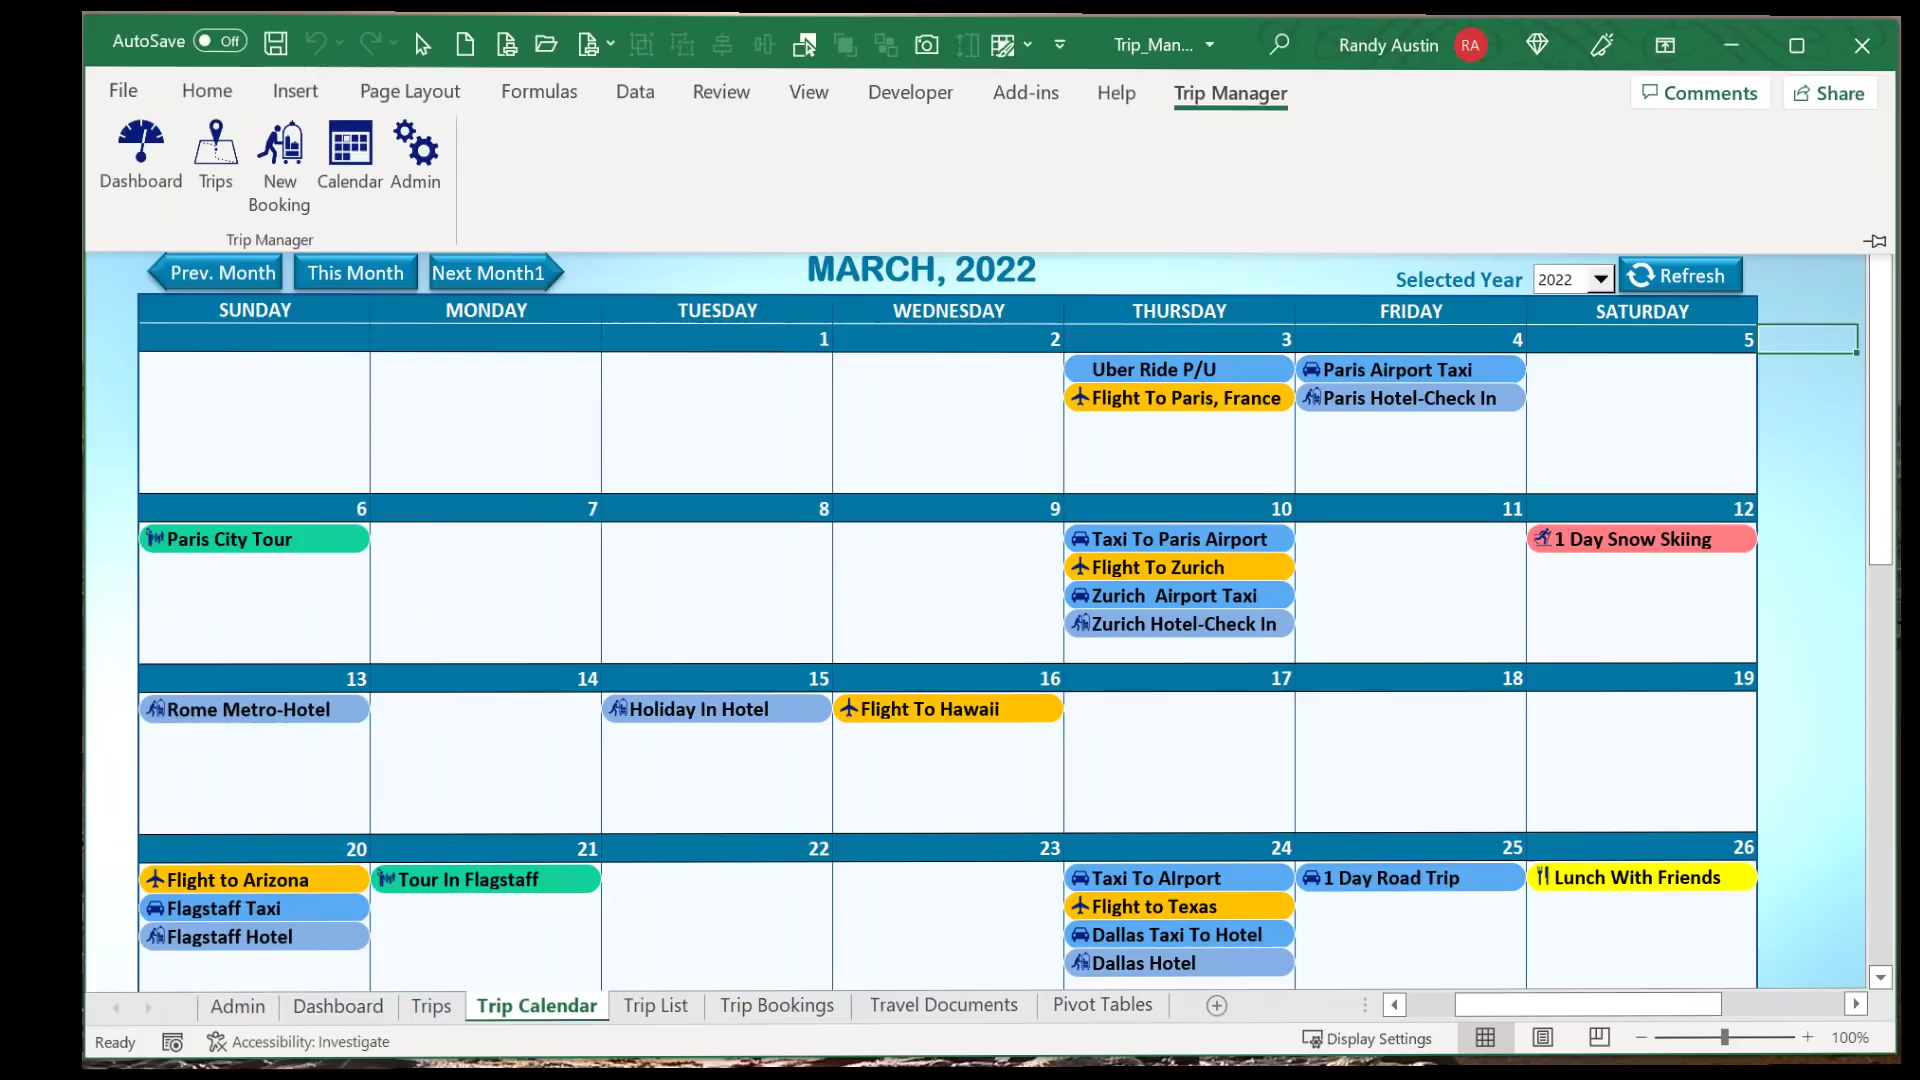 AutoSave Off Trip_Man... Randy Austin RA
File Home Insert Page Layout Formulas Data Review View Developer Add-ins Help Trip Manager Comments Share
Dashboard Trips New Booking Calendar Admin
Trip Manager
Prev. Month This Month Next Month1 MARCH, 2022 Selected Year 2022 Refresh
SUNDAY MONDAY TUESDAY WEDNESDAY THURSDAY FRIDAY SATURDAY
1 2 3 4 5
Uber Ride P/U Paris Airport Taxi
Flight To Paris, France Paris Hotel-Check In
6 7 8 9 10 11 12
Paris City Tour Taxi To Paris Airport 1 Day Snow Skiing
Flight To Zurich
Zurich Airport Taxi
Zurich Hotel-Check In
13 14 15 16 17 18 19
Rome Metro-Hotel Holiday In Hotel Flight To Hawaii
20 21 22 23 24 25 26
Flight to Arizona Tour In Flagstaff Taxi To AIrport 1 Day Road Trip Lunch With Friends
Flagstaff Taxi Flight to Texas
Flagstaff Hotel Dallas Taxi To Hotel
Dallas Hotel
Admin Dashboard Trips Trip Calendar Trip List Trip Bookings Travel Documents Pivot Tables
Ready Accessibility: Investigate Display Settings 100%